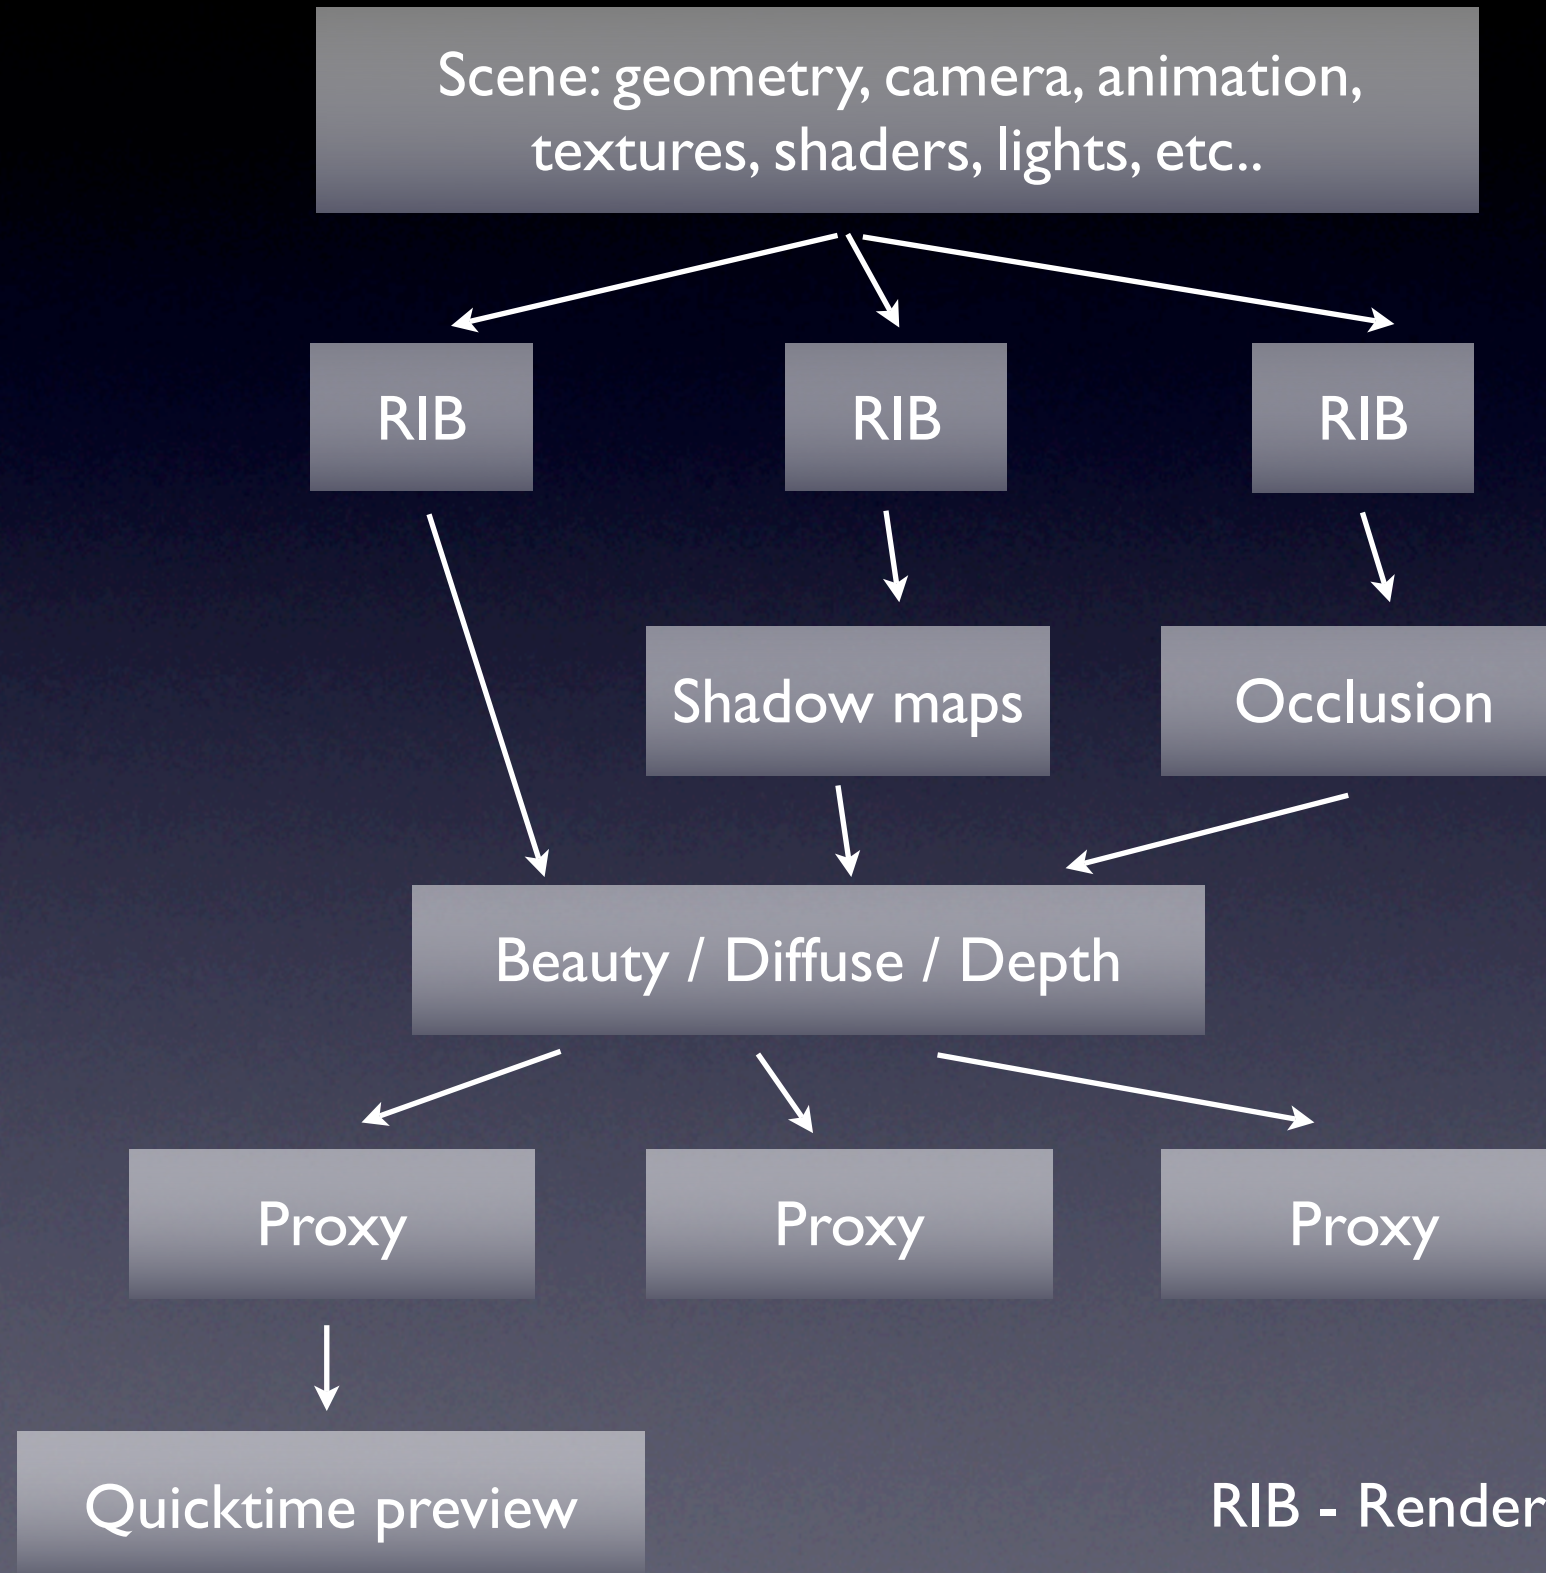 Scene: geometry, camera, animation,
textures, shaders, lights, etc..
RIB
RIB
RIB
Shadow maps
Occlusion
Beauty / Diffuse / Depth
Proxy
Proxy
Proxy
Quicktime preview
RIB - Render